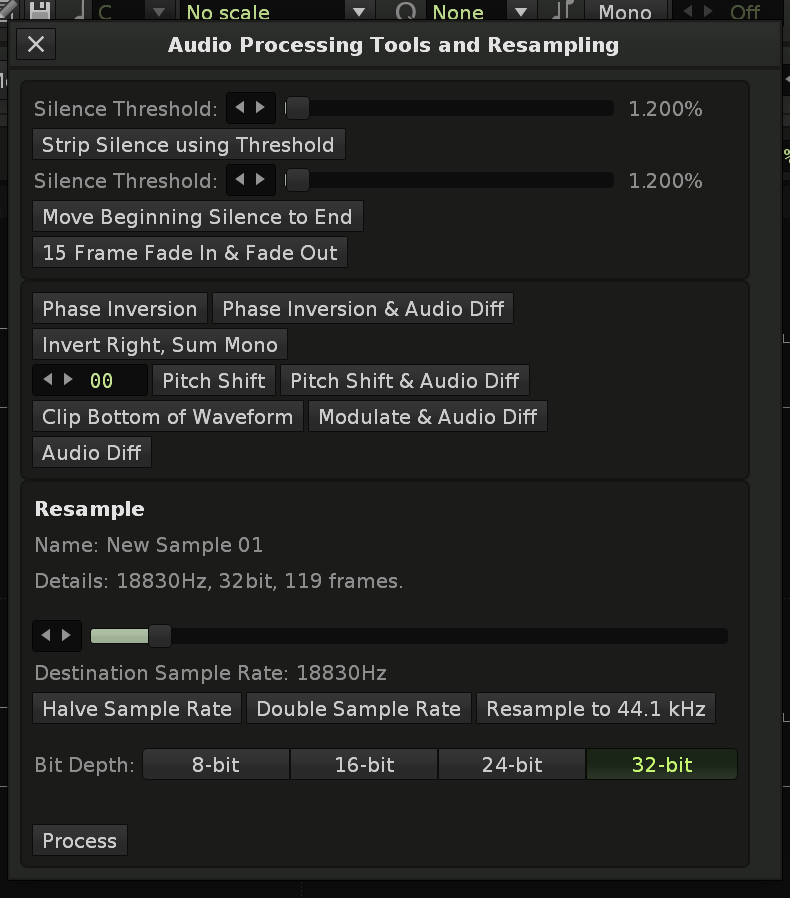 C No scale None Mono Off
Audio Processing Tools and Resampling
Silence Threshold: 1.200%
Strip Silence using Threshold
Silence Threshold: 1.200%
Move Beginning Silence to End
15 Frame Fade In & Fade Out
Phase Inversion Phase Inversion & Audio Diff
Invert Right, Sum Mono
00 Pitch Shift Pitch Shift & Audio Diff
Clip Bottom of Waveform Modulate & Audio Diff
Audio Diff
Resample
Name: New Sample 01
Details: 18830Hz, 32bit, 119 frames.
Destination Sample Rate: 18830Hz
Halve Sample Rate Double Sample Rate Resample to 44.1 kHz
Bit Depth: 8-bit 16-bit 24-bit 32-bit
Process